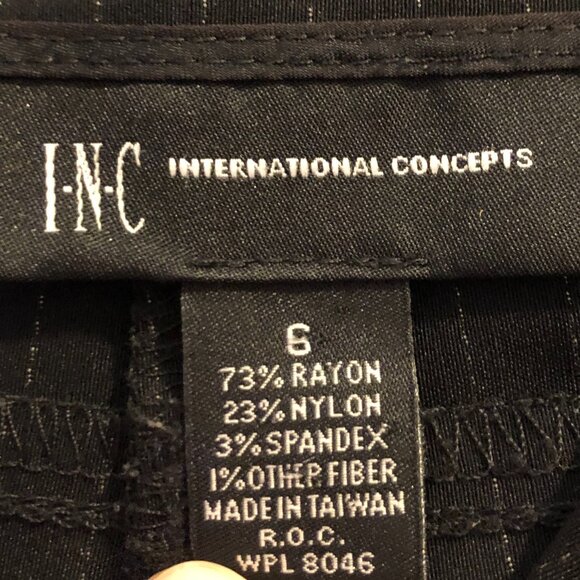 I·N·C INTERNATIONAL CONCEPTS
6
73% RAYON
23% NYLON
3% SPANDEX
1% OTHER FIBER
MADE IN TAIWAN
R.O.C.
WPL 8046